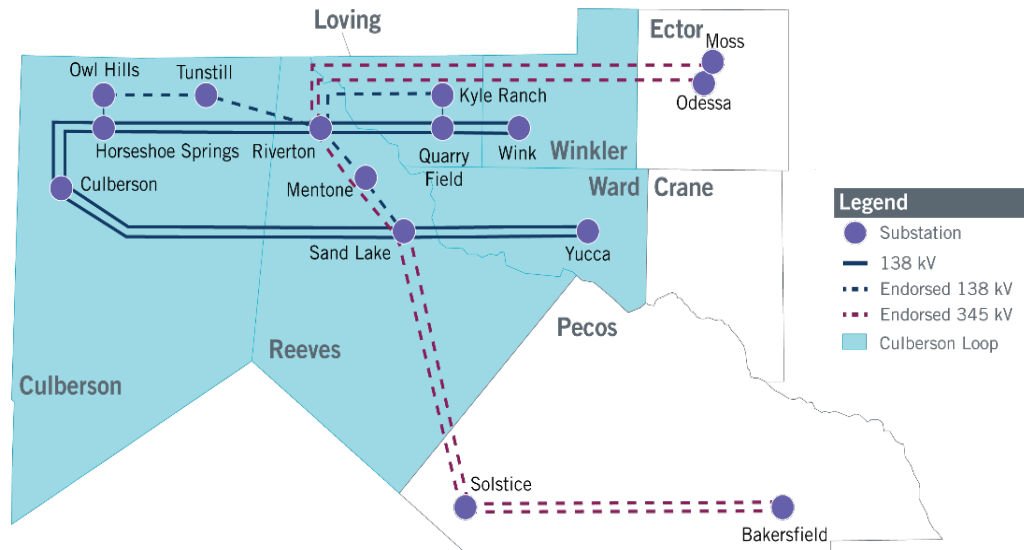 Loving
Ector
Moss
Owl Hills
Tunstill
Kyle Ranch
Odessa
Horseshoe Springs
Riverton
Quarry
Field
Wink
Winkler
Culberson
Mentone
Ward
Crane
Sand Lake
Yucca
Pecos
Reeves
Culberson
Solstice
Bakersfield
Legend
Substation
138 kV
Endorsed 138 kV
Endorsed 345 kV
Culberson Loop